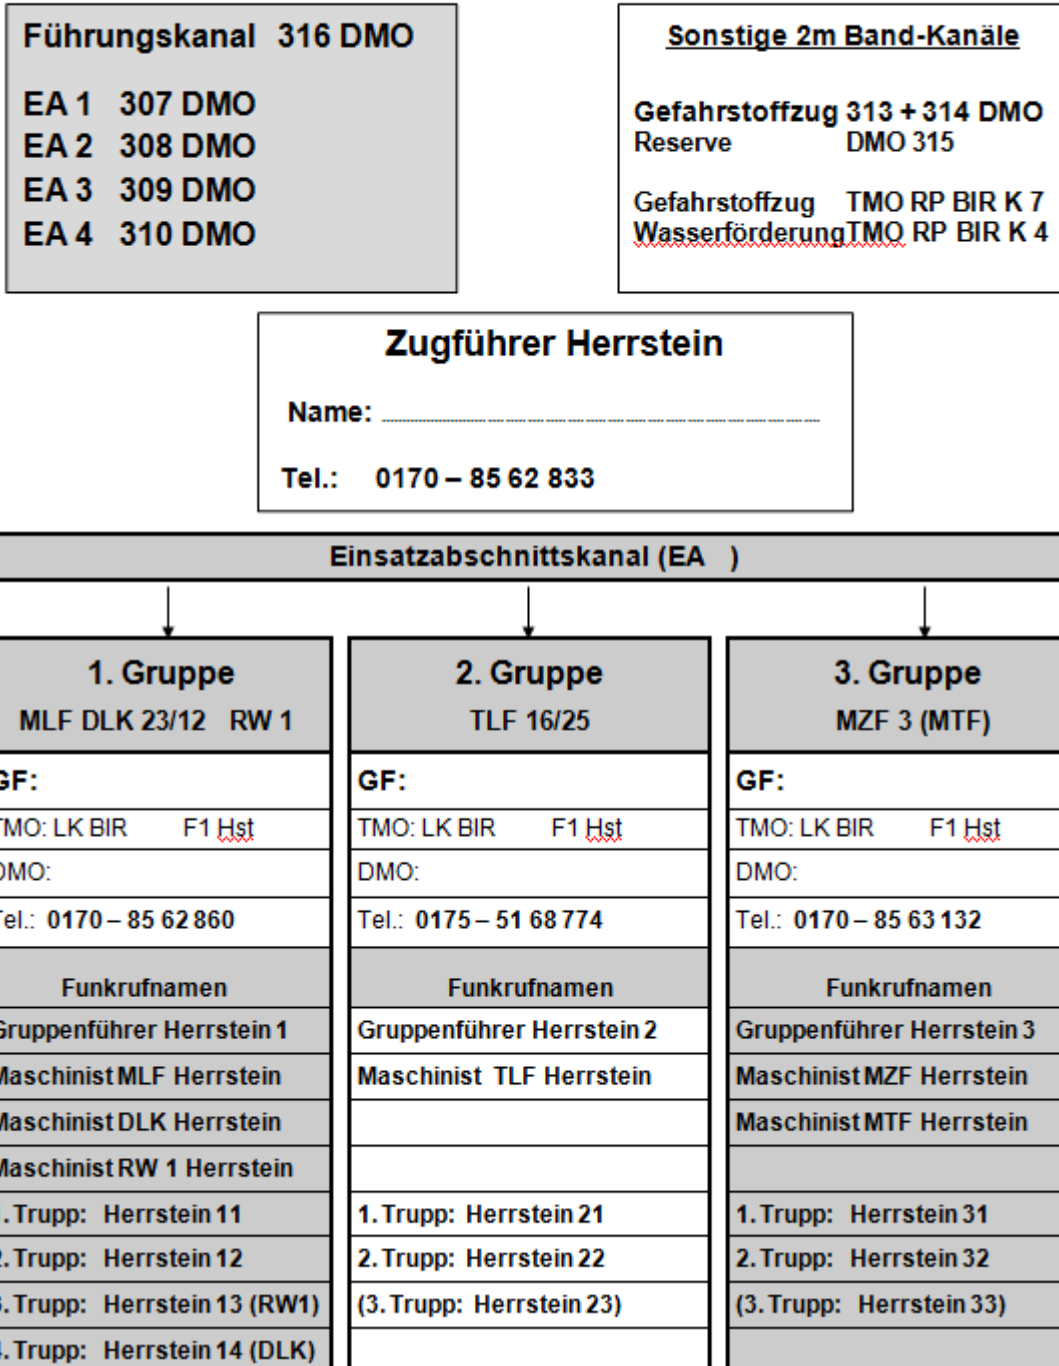 Führungskanal 316 DMO
EA 1 307 DMO
EA 2 308 DMO
EA 3 309 DMO
EA 4 310 DMO
Sonstige 2m Band-Kanäle
Gefahrstoffzug 313 + 314 DMO
Reserve DMO 315
Gefahrstoffzug TMO RP BIR K 7
Wasserförderung TMO RP BIR K 4
Zugführer Herrstein
Name:
Tel.: 0170 – 85 62 833
Einsatzabschnittskanal (EA )
1. Gruppe
MLF DLK 23/12 RW 1
GF:
TMO: LK BIR F1 Hst
DMO:
Tel.: 0170 – 85 62 860
Funkrufnamen
Gruppenführer Herrstein 1
Maschinist MLF Herrstein
Maschinist DLK Herrstein
Maschinist RW 1 Herrstein
1. Trupp: Herrstein 11
2. Trupp: Herrstein 12
3. Trupp: Herrstein 13 (RW1)
4. Trupp: Herrstein 14 (DLK)
2. Gruppe
TLF 16/25
GF:
TMO: LK BIR F1 Hst
DMO:
Tel.: 0175 – 51 68 774
Funkrufnamen
Gruppenführer Herrstein 2
Maschinist TLF Herrstein
1. Trupp: Herrstein 21
2. Trupp: Herrstein 22
(3. Trupp: Herrstein 23)
3. Gruppe
MZF 3 (MTF)
GF:
TMO: LK BIR F1 Hst
DMO:
Tel.: 0170 – 85 63 132
Funkrufnamen
Gruppenführer Herrstein 3
Maschinist MZF Herrstein
Maschinist MTF Herrstein
1. Trupp: Herrstein 31
2. Trupp: Herrstein 32
(3. Trupp: Herrstein 33)